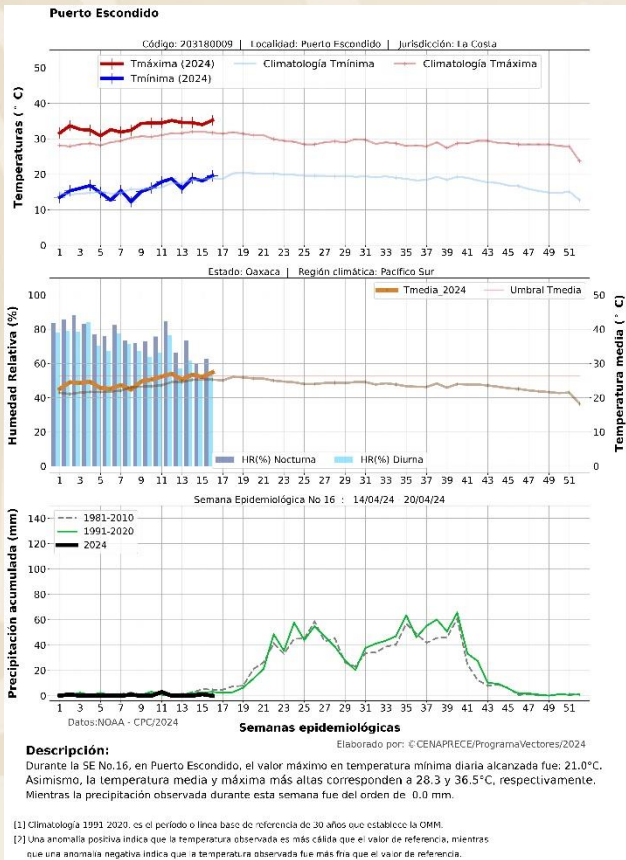 Puerto Escondido
Código: 203180009 | Localidad: Puerto Escondido | Jurisdicción: La Costa
Tmáxima (2024)
Tmínima (2024)
Climatología Tmínima
Climatología Tmáxima
Temperaturas (° C)
50
40
30
20
10
0
1 3 5 7 9 11 13 15 17 19 21 23 25 27 29 31 33 35 37 39 41 43 45 47 49 51
Estado: Oaxaca | Región climática: Pacífico Sur
Tmedia_2024
Umbral Tmedia
Humedad Relativa (%)
100
80
60
40
20
0
Temperatura media (° C)
50
40
30
20
10
0
HR(%) Nocturna
HR(%) Diurna
1 3 5 7 9 11 13 15 17 19 21 23 25 27 29 31 33 35 37 39 41 43 45 47 49 51
Semana Epidemiológica No 16 : 14/04/24 20/04/24
1981-2010
1991-2020
2024
Precipitación acumulada (mm)
140
120
100
80
60
40
20
0
1 3 5 7 9 11 13 15 17 19 21 23 25 27 29 31 33 35 37 39 41 43 45 47 49 51
Datos:NOAA - CPC/2024
Semanas epidemiológicas
Elaborado por: ©CENAPRECE/ProgramaVectores/2024
Descripción:
Durante la SE No.16, en Puerto Escondido, el valor máximo en temperatura mínima diaria alcanzada fue: 21.0°C.
Asimismo, la temperatura media y máxima más altas corresponden a 28.3 y 36.5°C, respectivamente.
Mientras la precipitación observada durante esta semana fue del orden de 0.0 mm.
[1] Climatología 1991 2020, es el período o linea base de referencia de 30 años que establece la OMM.
[2] Una anomalía positiva indica que la temperatura observada es más cálida que el valor de referencia, mientras
que una anomalía negativa indica que la temperatura observada fue más fría que el valor de referencia.